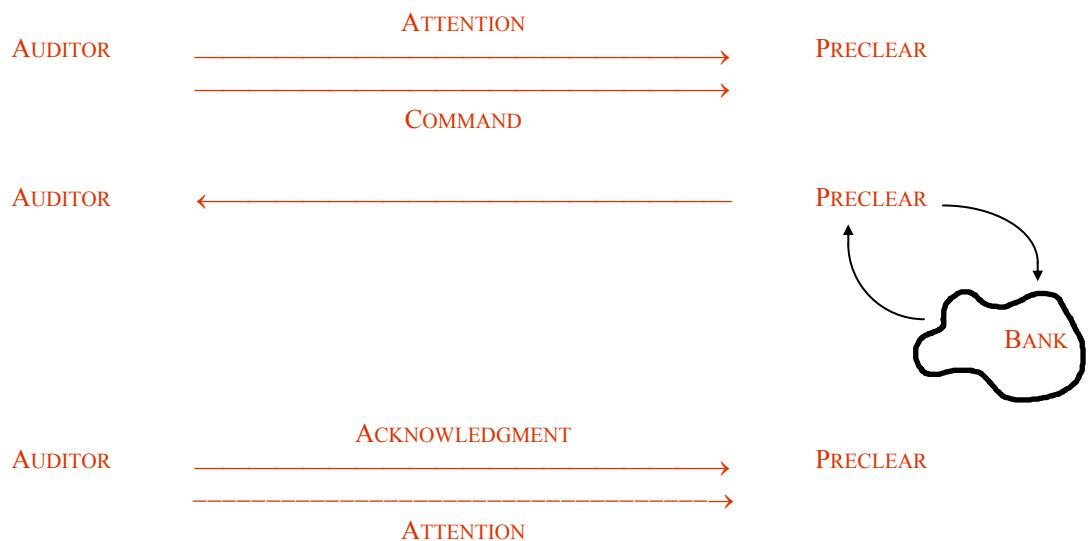 ATTENTION
AUDITOR PRECLEAR
COMMAND
AUDITOR PRECLEAR
BANK
ACKNOWLEDGMENT
AUDITOR PRECLEAR
ATTENTION